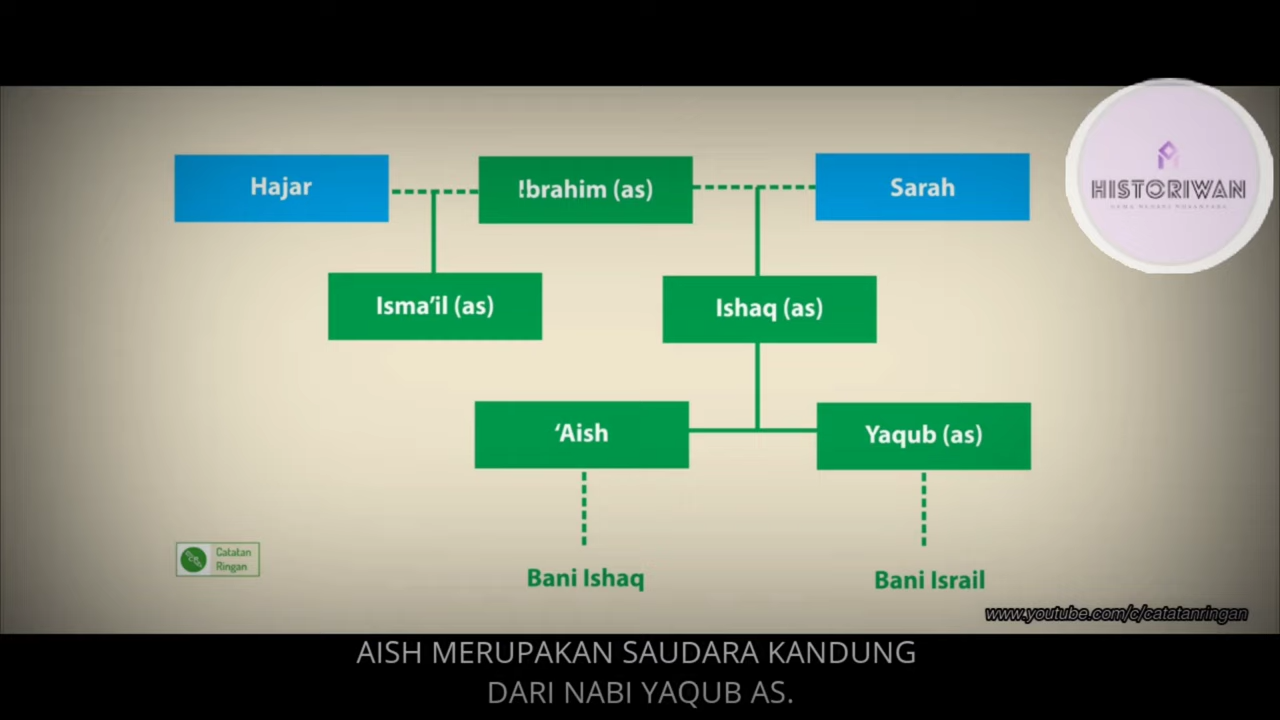 Hajar
Ibrahim (as)
Sarah
HISTORIWAN
Isma'il (as)
Ishaq (as)
'Aish
Yaqub (as)
Catatan
Ringan
Bani Ishaq
Bani Israil
www.youtube.com/c/catatanringan
AISH MERUPAKAN SAUDARA KANDUNG
DARI NABI YAQUB AS.